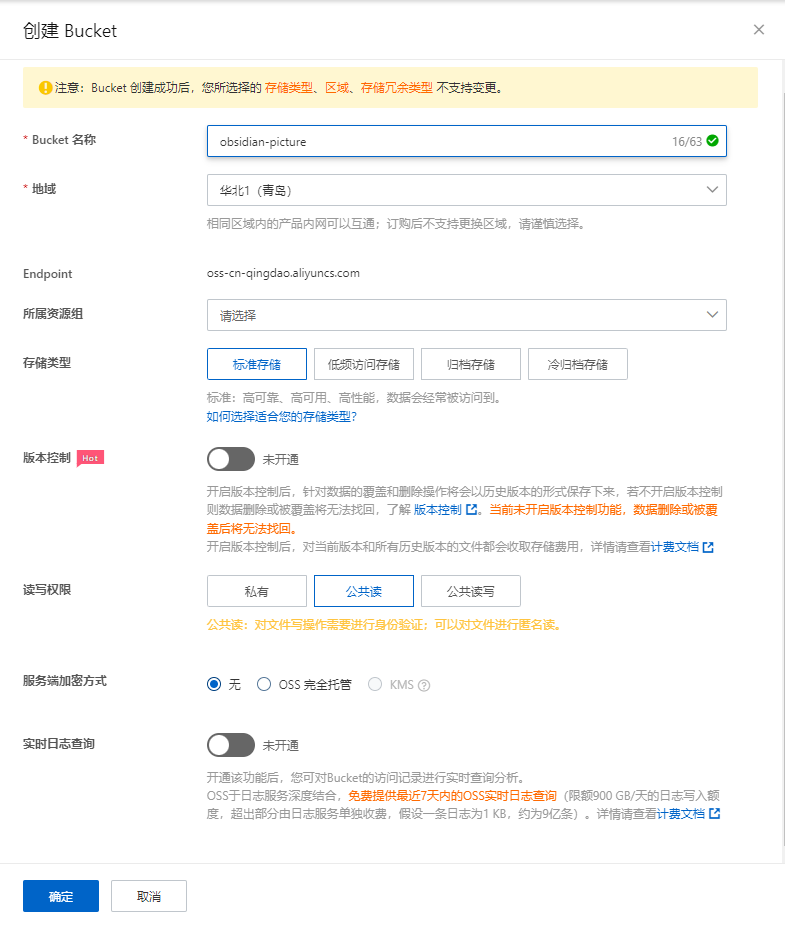 创建 Bucket
注意：Bucket 创建成功后，您所选择的 存储类型、区域、存储冗余类型 不支持变更。
* Bucket 名称
obsidian-picture
16/63
* 地域
华北1（青岛）
相同区域内的产品内网可以互通；订购后不支持更换区域，请谨慎选择。
Endpoint
oss-cn-qingdao.aliyuncs.com
所属资源组
请选择
存储类型
标准存储
低频访问存储
归档存储
冷归档存储
标准：高可靠、高可用、高性能，数据会经常被访问到。
如何选择适合您的存储类型?
版本控制
Hot
未开通
开启版本控制后，针对数据的覆盖和删除操作将会以历史版本的形式保存下来，若不开启版本控制
则数据删除或被覆盖将无法找回，了解 版本控制。当前未开启版本控制功能，数据删除或被覆
盖后将无法找回。
开启版本控制后，对当前版本和所有历史版本的文件都会收取存储费用，详情请查看计费文档
读写权限
私有
公共读
公共读写
公共读：对文件写操作需要进行身份验证；可以对文件进行匿名读。
服务端加密方式
无
OSS 完全托管
KMS
实时日志查询
未开通
开通该功能后，您可对Bucket的访问记录进行实时查询分析。
OSS于日志服务深度结合，免费提供最近7天内的OSS实时日志查询（限额900 GB/天的日志写入额
度，超出部分由日志服务单独收费，假设一条日志为1 KB，约为9亿条）。详情请查看计费文档
确定
取消